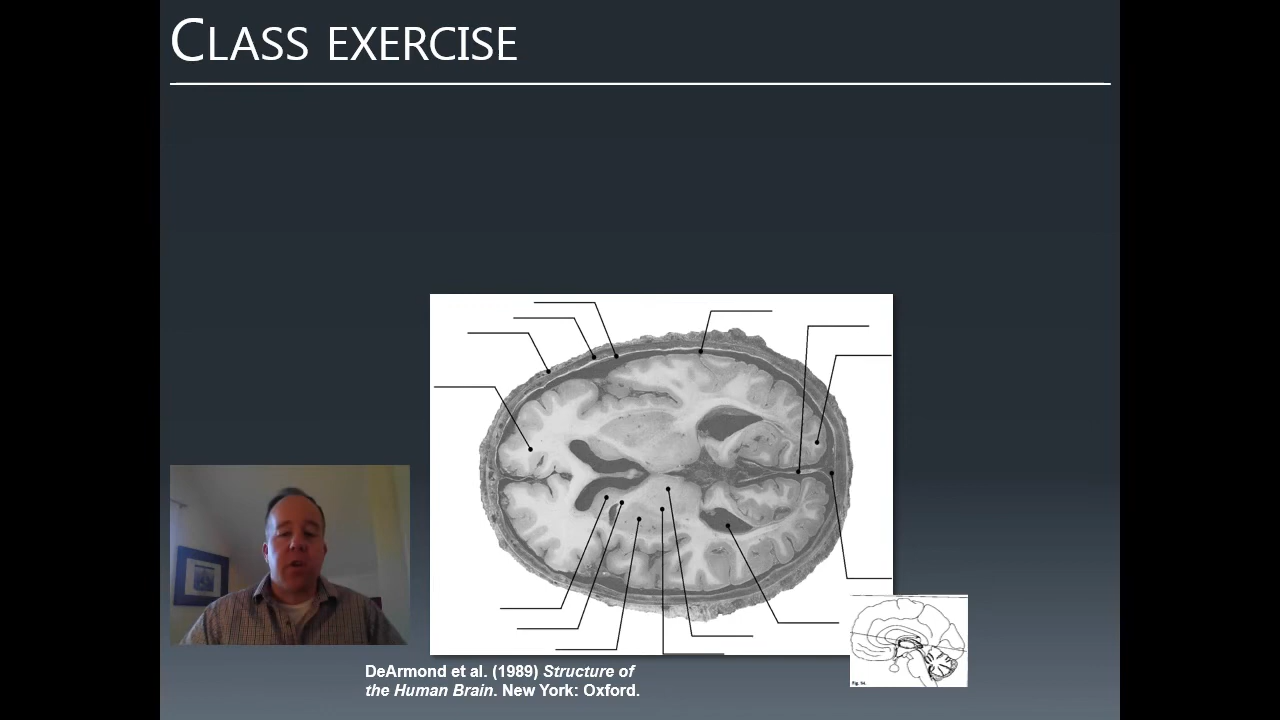 CLASS EXERCISE
DeArmond et al. (1989) Structure of
the Human Brain. New York: Oxford.